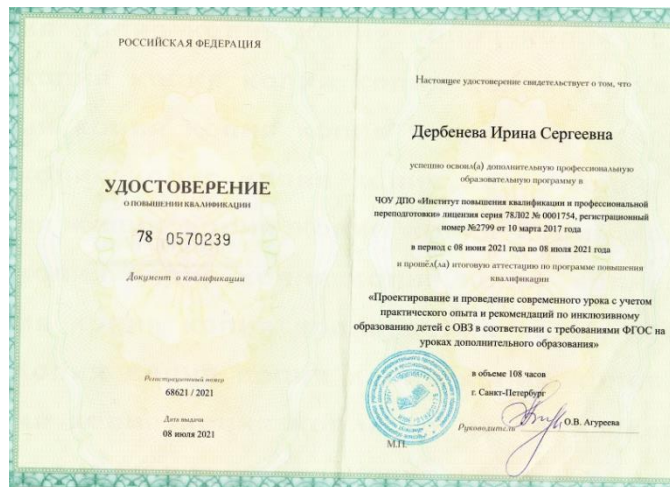 РОССИЙСКАЯ ФЕДЕРАЦИЯ
УДОСТОВЕРЕНИЕ
О ПОВЫШЕНИИ КВАЛИФИКАЦИИ
78 0570239
Документ о квалификации
Регистрационный номер
68621 / 2021
Дата выдачи
08 июля 2021
Настоящее удостоверение свидетельствует о том, что
Дербенева Ирина Сергеевна
успешно освоил(а) дополнительную профессиональную
образовательную программу в
ЧОУ ДПО «Институт повышения квалификации и профессиональной
переподготовки» лицензия серия 78Л02 № 0001754, регистрационный
номер №2799 от 10 марта 2017 года
в период с 08 июня 2021 года по 08 июля 2021 года
и прошёл(ла) итоговую аттестацию по программе повышения
квалификации
«Проектирование и проведение современного урока с учетом
практического опыта и рекомендаций по инклюзивному
образованию детей с ОВЗ в соответствии с требованиями ФГОС на
уроках дополнительного образования»
в объеме 108 часов
г. Санкт-Петербург
Руководитель О.В. Агуреева
М.П.